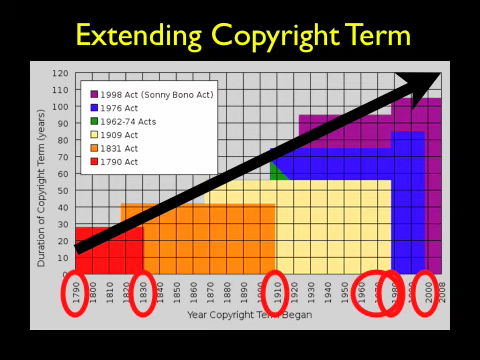 Extending Copyright Term
120
110
100
90
80
70
60
50
40
30
20
10
0
Duration of Copyright Term (years)
1998 Act (Sonny Bono Act)
1976 Act
1962-74 Acts
1909 Act
1831 Act
1790 Act
1790 1800 1810 1820 1830 1840 1850 1860 1870 1880 1890 1900 1910 1920 1930 1940 1950 1960 1970 1980 1990 2000 2008
Year Copyright Term Began